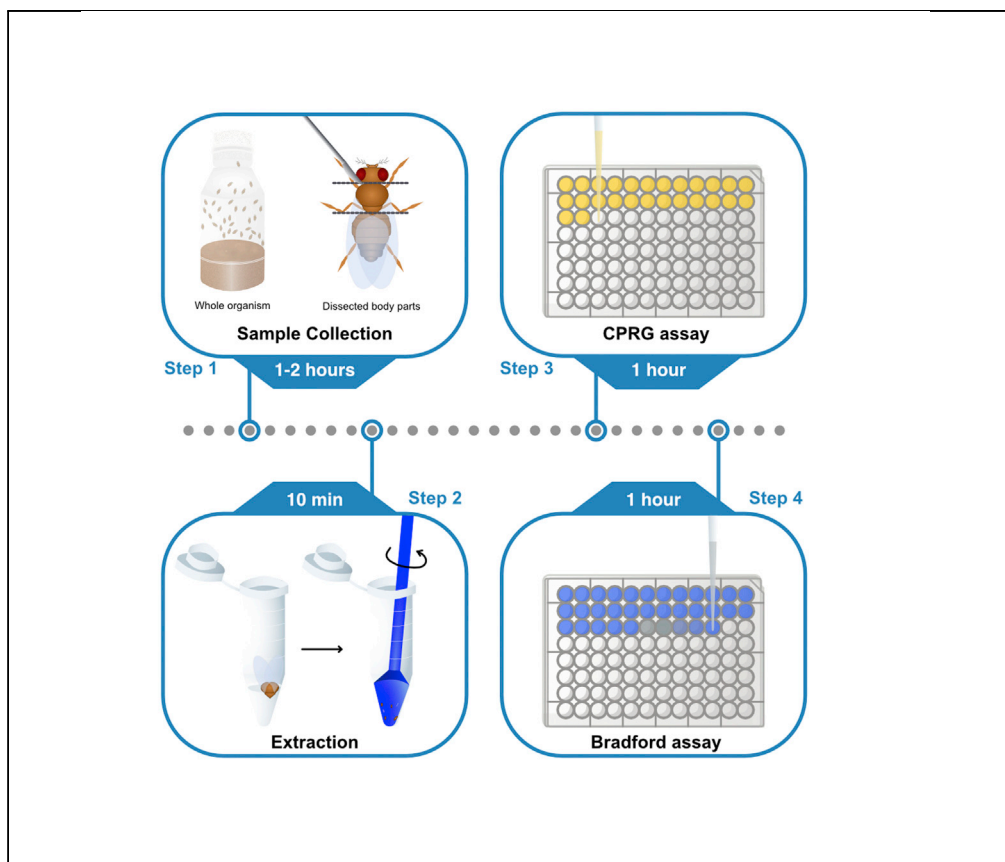 Whole organism
Dissected body parts
Sample Collection
Step 1
1-2 hours
CPRG assay
Step 3
1 hour
10 min
Step 2
Extraction
1 hour
Step 4
Bradford assay